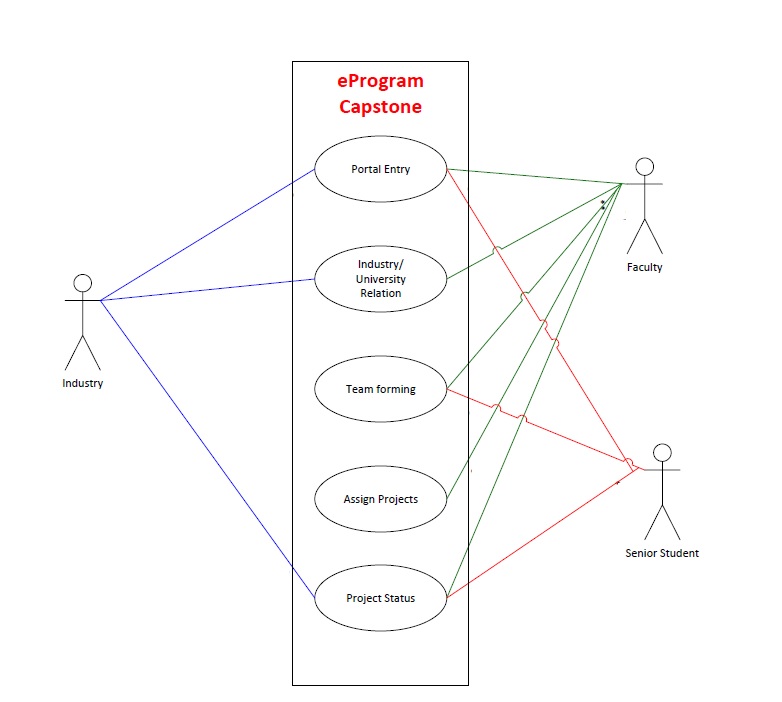 eProgram
Capstone
Portal Entry
Industry/
University
Relation
Faculty
Industry
Team forming
Assign Projects
Senior Student
Project Status